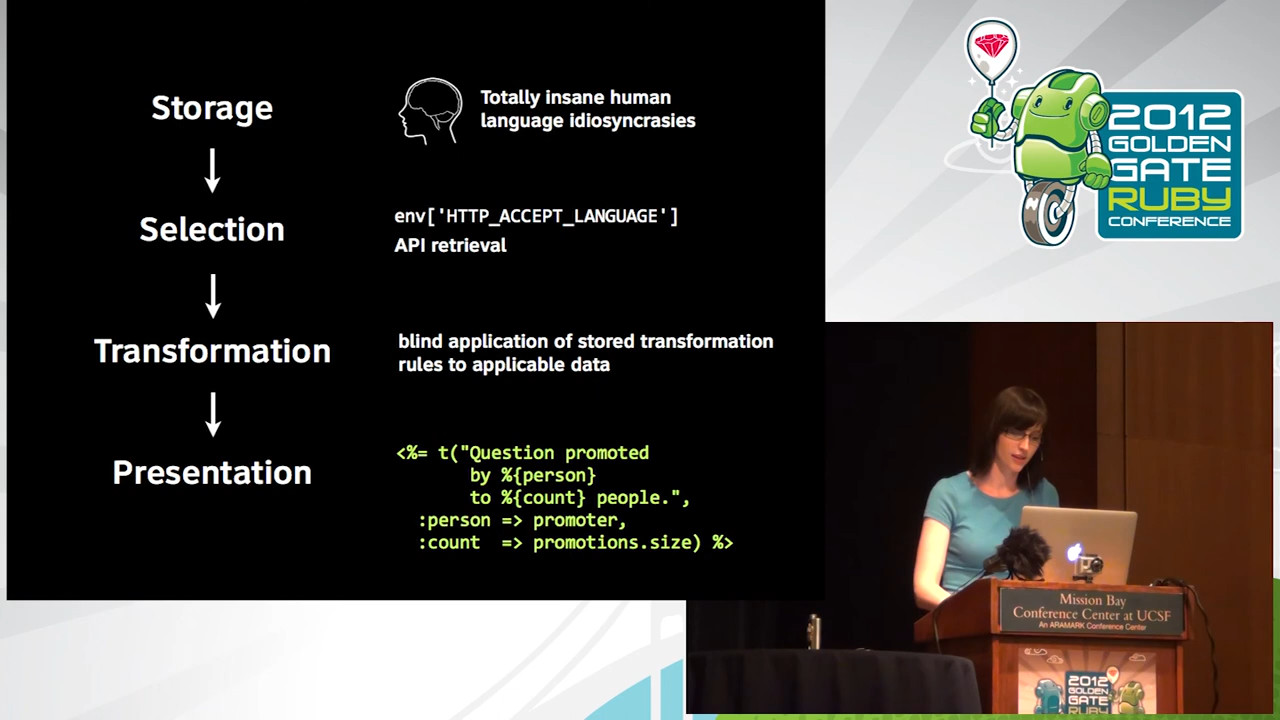 Storage
Totally insane human
language idiosyncrasies
Selection
env['HTTP_ACCEPT_LANGUAGE']
API retrieval
Transformation
blind application of stored transformation
rules to applicable data
Presentation
<%= t("Question promoted
by %{person}
to %{count} people.",
:person => promoter,
:count => promotions.size) %>
2012
GOLDEN
GATE
RUBY
CONFERENCE
Mission Bay
Conference Center at UCSF
An ARAMARK Conference Center
2012
GOLDEN
GATE
RUBY